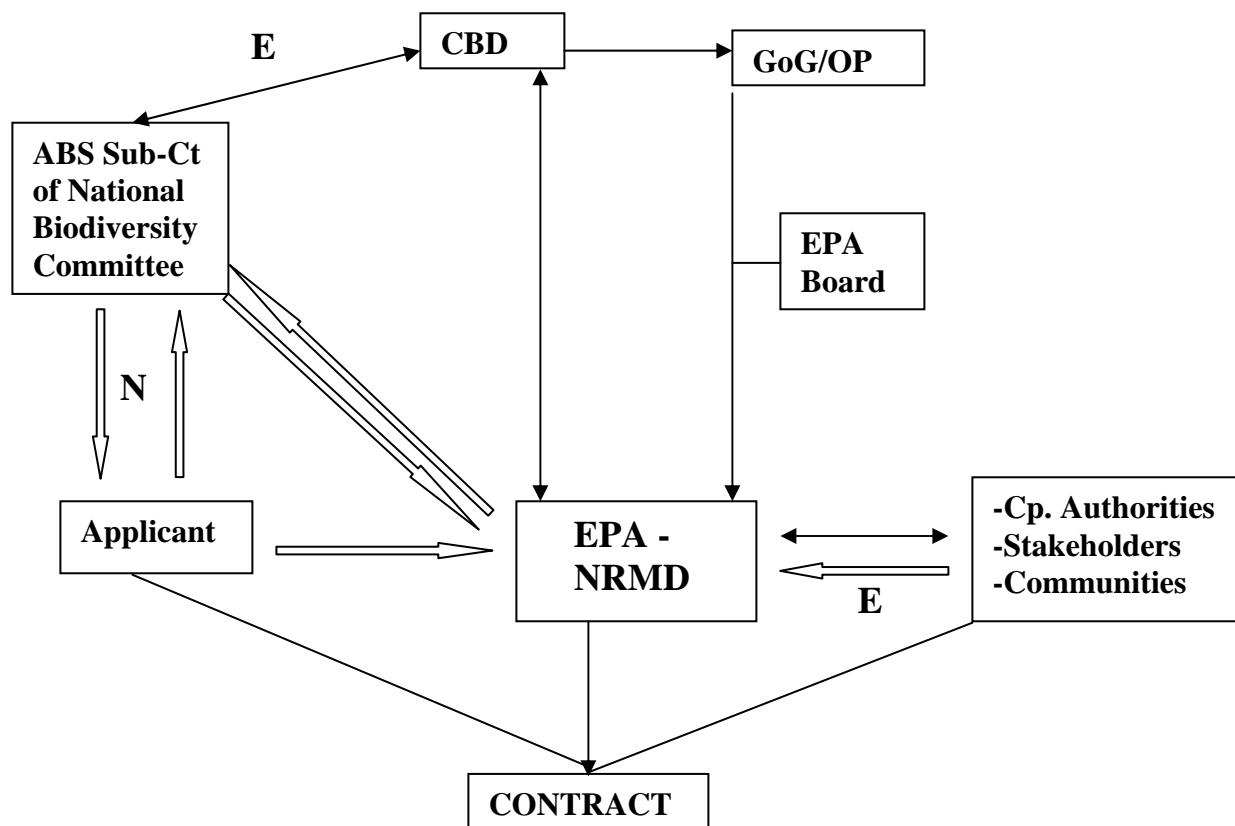 E
CBD
GoG/OP
ABS Sub-Ct
of National
Biodiversity
Committee
EPA
Board
N
Applicant
EPA -
NRMD
-Cp. Authorities
-Stakeholders
-Communities
E
CONTRACT